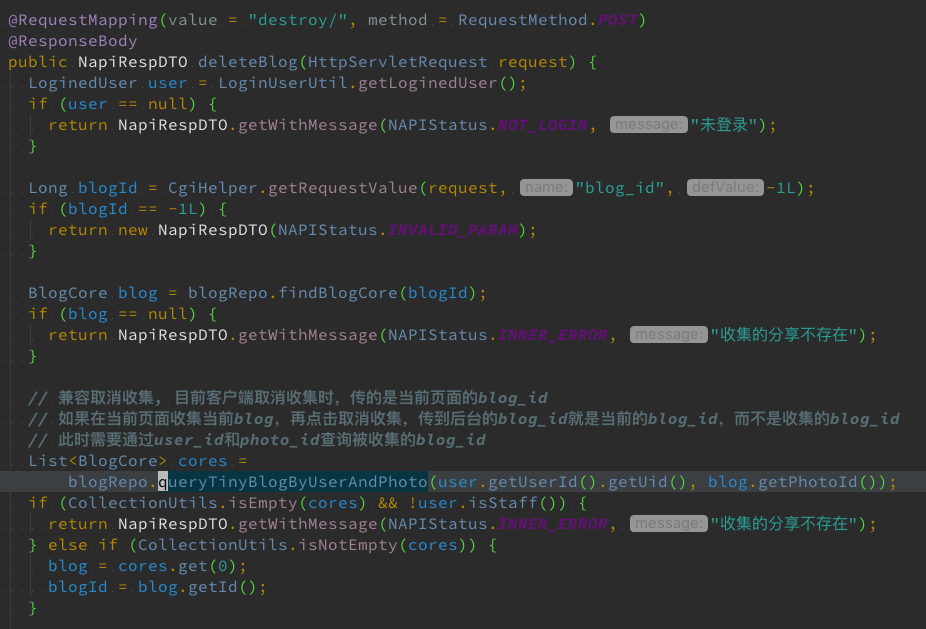 @RequestMapping(value = "destroy/", method = RequestMethod.POST)
@ResponseBody
public NapiRespDTO deleteBlog(HttpServletRequest request) {
LoginedUser user = LoginUserUtil.getLoginedUser();
if (user == null) {
return NapiRespDTO.getWithMessage(NAPIStatus.NOT_LOGIN, message: "未登录");
}
Long blogId = CgiHelper.getRequestValue(request, name: "blog_id", defValue: -1L);
if (blogId == -1L) {
return new NapiRespDTO(NAPIStatus.INVALID_PARAM);
}
BlogCore blog = blogRepo.findBlogCore(blogId);
if (blog == null) {
return NapiRespDTO.getWithMessage(NAPIStatus.INNER_ERROR, message: "收集的分享不存在");
}
// 兼容取消收集, 目前客户端取消收集时，传的是当前页面的blog_id
// 如果在当前页面收集当前blog，再点击取消收集，传到后台的blog_id就是当前的blog_id，而不是收集的blog_id
// 此时需要通过user_id和photo_id查询被收集的blog_id
List<BlogCore> cores =
blogRepo.queryTinyBlogByUserAndPhoto(user.getUserId().getUid(), blog.getPhotoId());
if (CollectionUtils.isEmpty(cores) && !user.isStaff()) {
return NapiRespDTO.getWithMessage(NAPIStatus.INNER_ERROR, message: "收集的分享不存在");
} else if (CollectionUtils.isNotEmpty(cores)) {
blog = cores.get(0);
blogId = blog.getId();
}